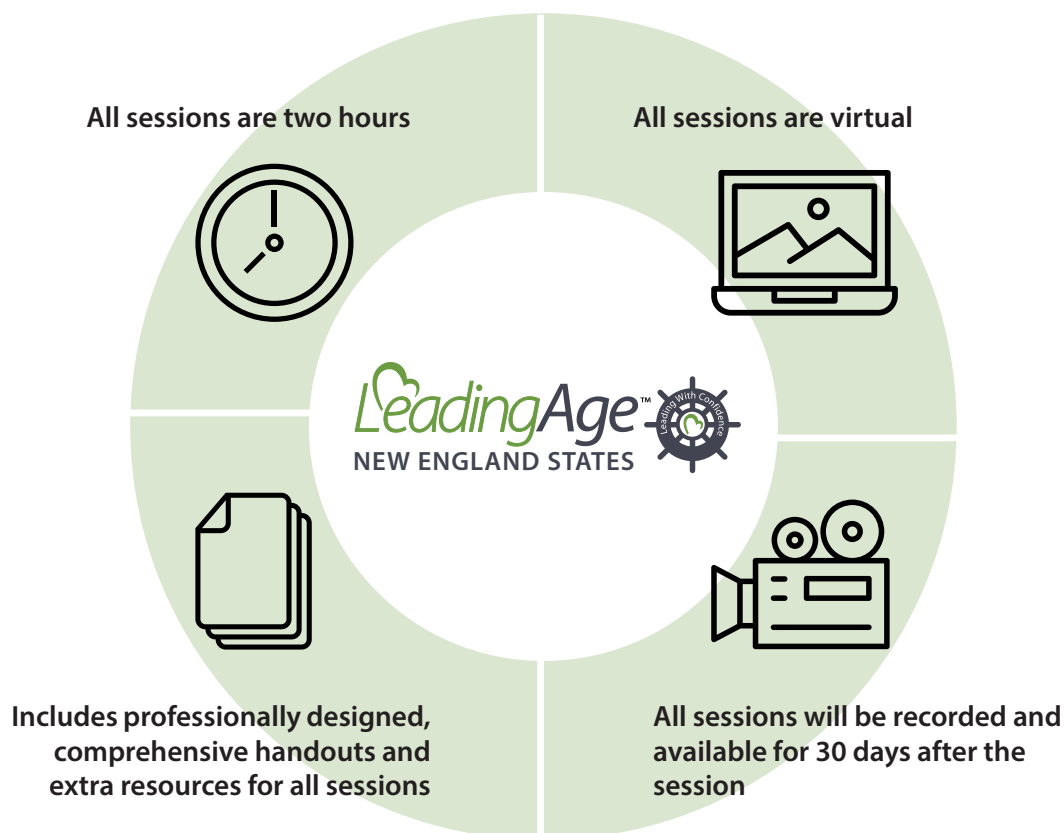 All sessions are two hours
All sessions are virtual
LeadingAge™
NEW ENGLAND STATES
Leading With Confidence
Includes professionally designed,
comprehensive handouts and
extra resources for all sessions
All sessions will be recorded and
available for 30 days after the
session